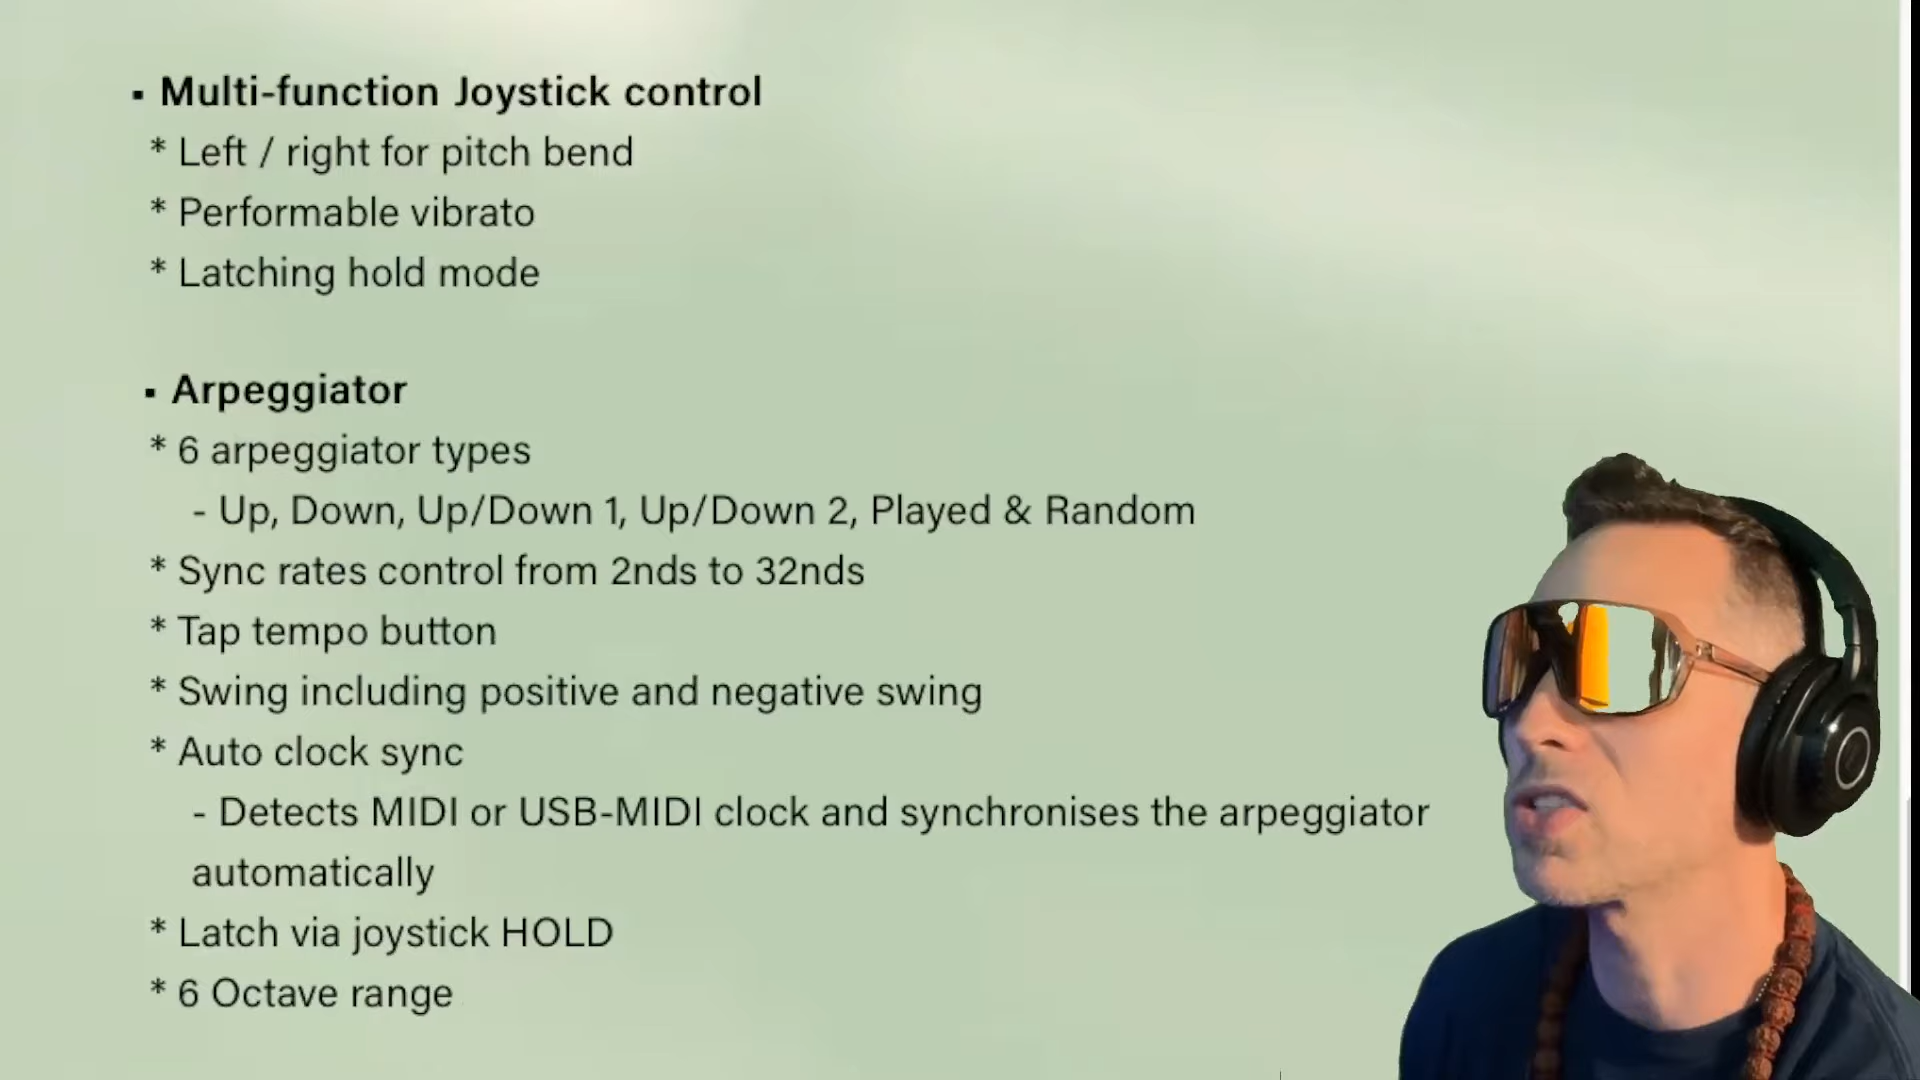 ▪ Multi-function Joystick control
* Left / right for pitch bend
* Performable vibrato
* Latching hold mode
▪ Arpeggiator
* 6 arpeggiator types
- Up, Down, Up/Down 1, Up/Down 2, Played & Random
* Sync rates control from 2nds to 32nds
* Tap tempo button
* Swing including positive and negative swing
* Auto clock sync
- Detects MIDI or USB-MIDI clock and synchronises the arpeggiator
automatically
* Latch via joystick HOLD
* 6 Octave range